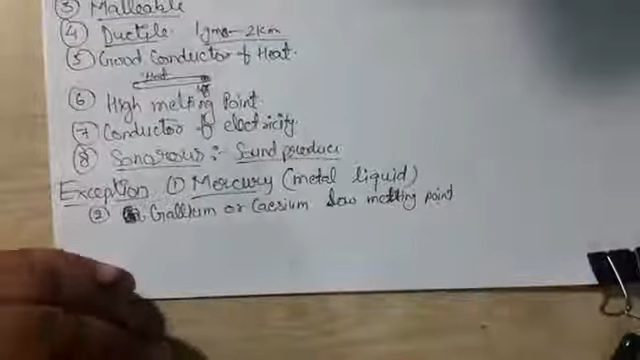 ③ Malleable
④ Ductile 1gm - 2km
⑤ Good Conductor of Heat.
Heat
⑥ High melting Point
⑦ Conductor of electricity
⑧ Sonorous :- Sound produce
Exception ① Mercury (metal liquid)
② Gallium or Caesium low melting point